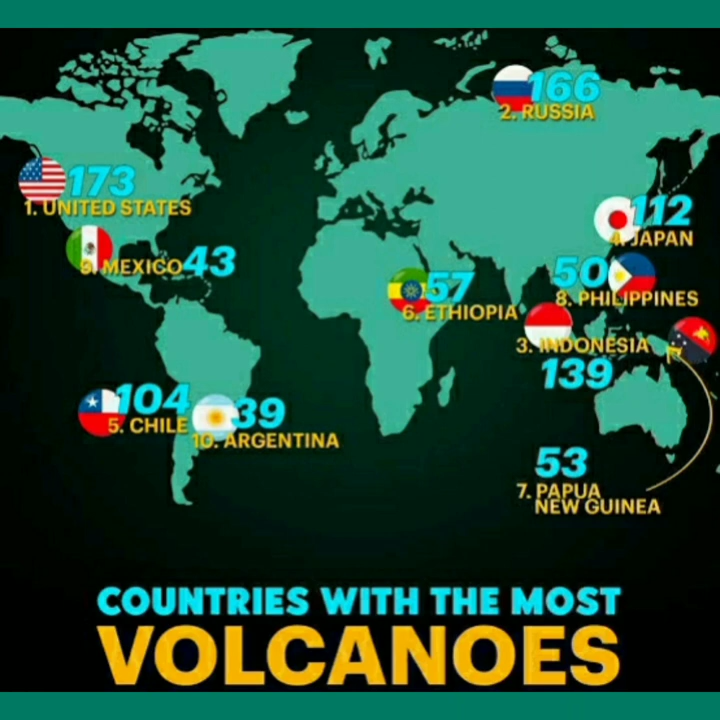 166
2. RUSSIA
173
1. UNITED STATES
112
4. JAPAN
9. MEXICO 43
50
8. PHILIPPINES
57
6. ETHIOPIA
3. INDONESIA
139
104
5. CHILE
39
10. ARGENTINA
53
7. PAPUA
NEW GUINEA
COUNTRIES WITH THE MOST
VOLCANOES